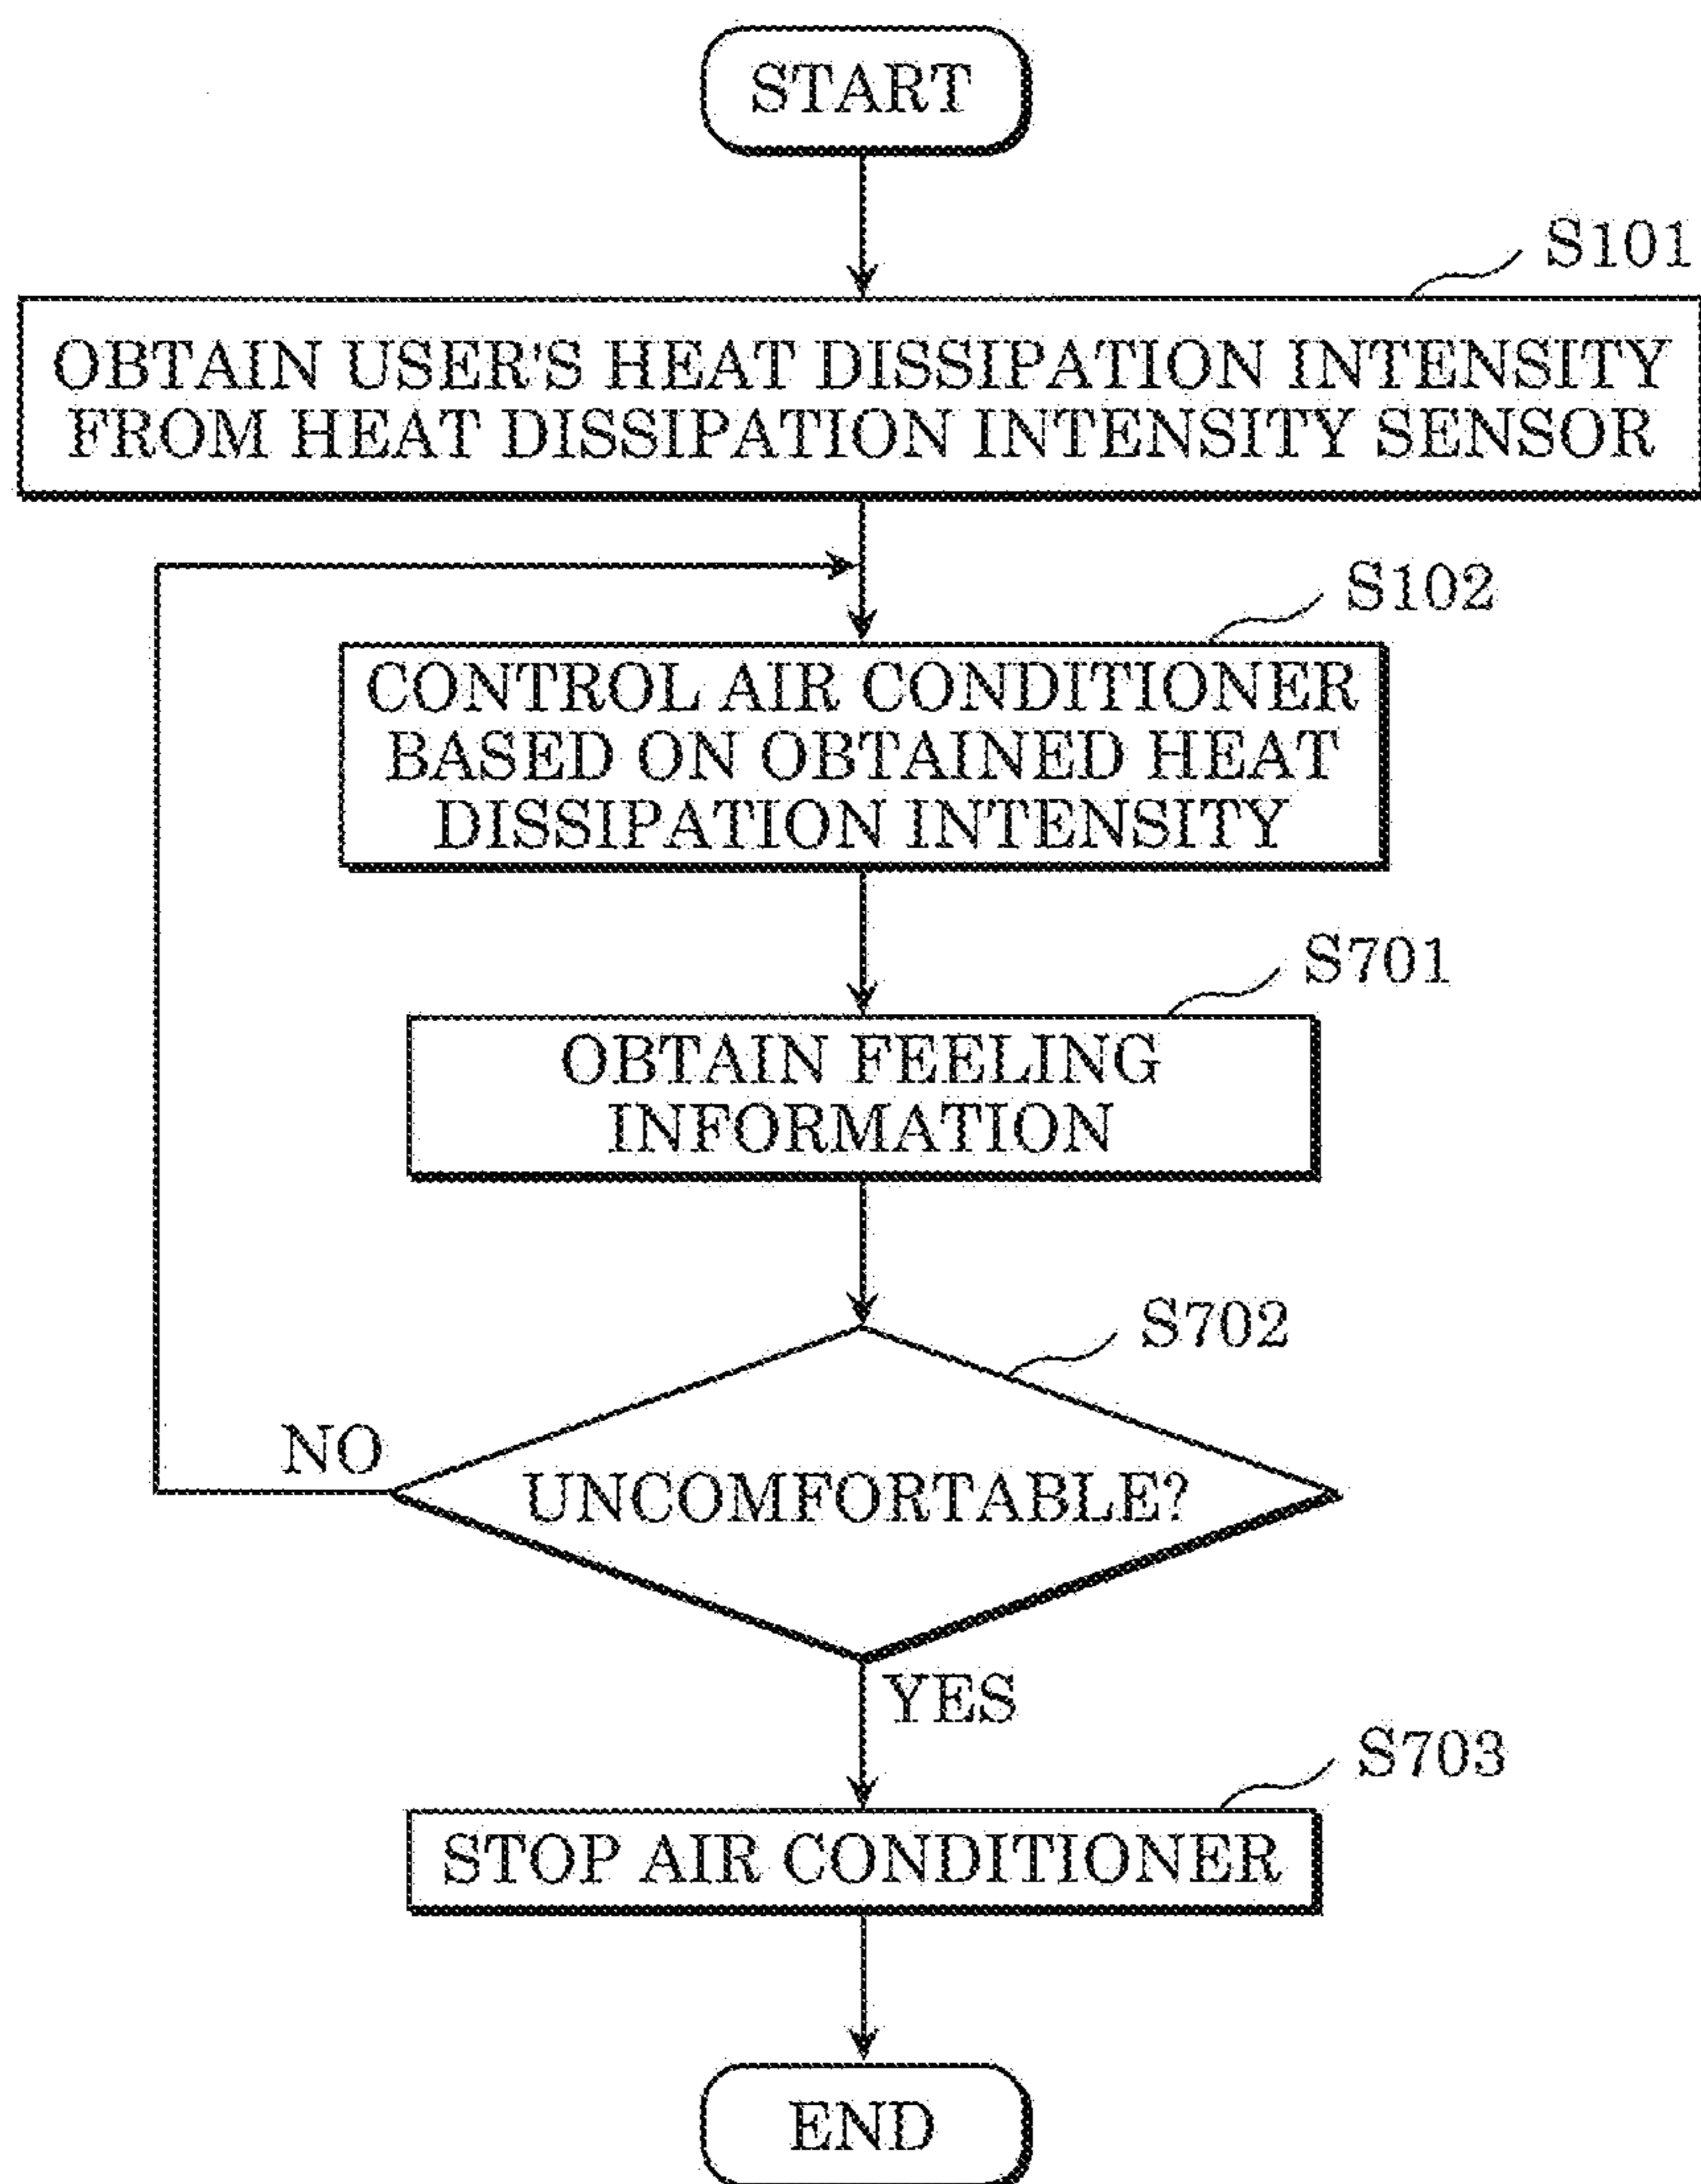 START
S101
OBTAIN USER'S HEAT DISSIPATION INTENSITY
FROM HEAT DISSIPATION INTENSITY SENSOR
S102
CONTROL AIR CONDITIONER
BASED ON OBTAINED HEAT
DISSIPATION INTENSITY
S701
OBTAIN FEELING
INFORMATION
S702
NO
UNCOMFORTABLE?
YES
S703
STOP AIR CONDITIONER
END